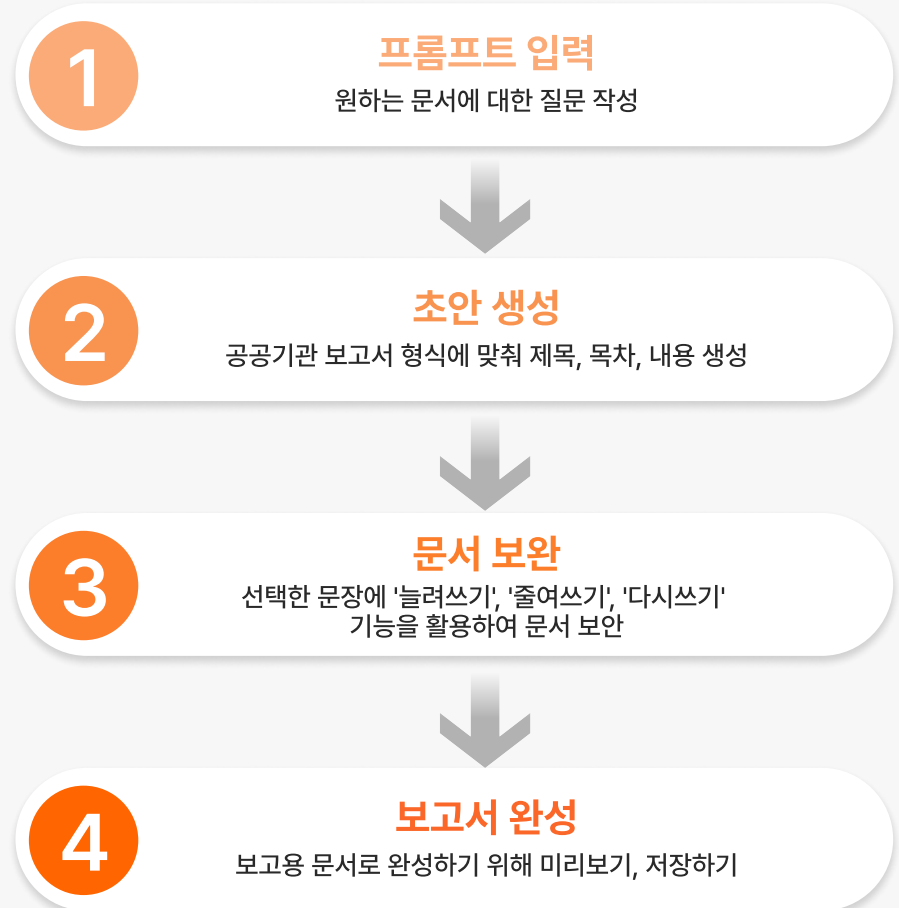 1
프롬프트 입력
원하는 문서에 대한 질문 작성
2
초안 생성
공공기관 보고서 형식에 맞춰 제목, 목차, 내용 생성
3
문서 보완
선택한 문장에 '늘려쓰기', '줄여쓰기', '다시쓰기'
기능을 활용하여 문서 보안
4
보고서 완성
보고용 문서로 완성하기 위해 미리보기, 저장하기